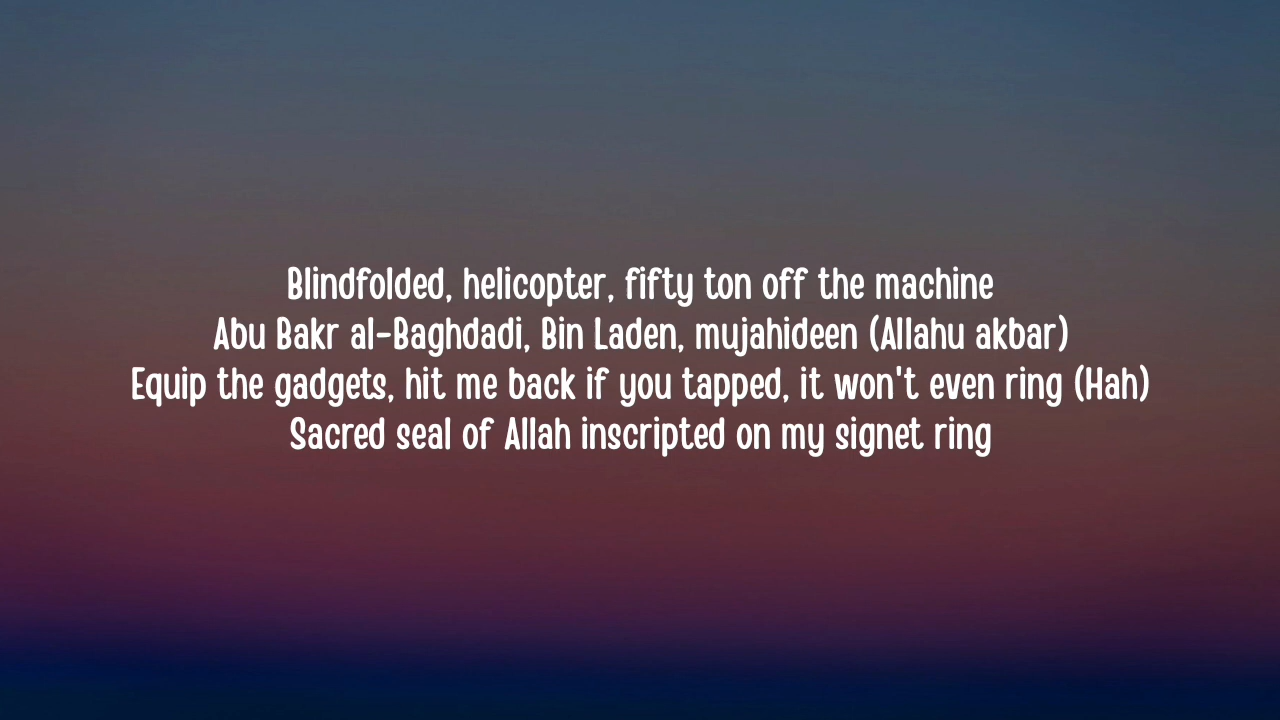 Blindfolded, helicopter, fifty ton off the machine
Abu Bakr al-Baghdadi, Bin Laden, mujahideen (Allahu akbar)
Equip the gadgets, hit me back if you tapped, it won't even ring (Hah)
Sacred seal of Allah inscripted on my signet ring